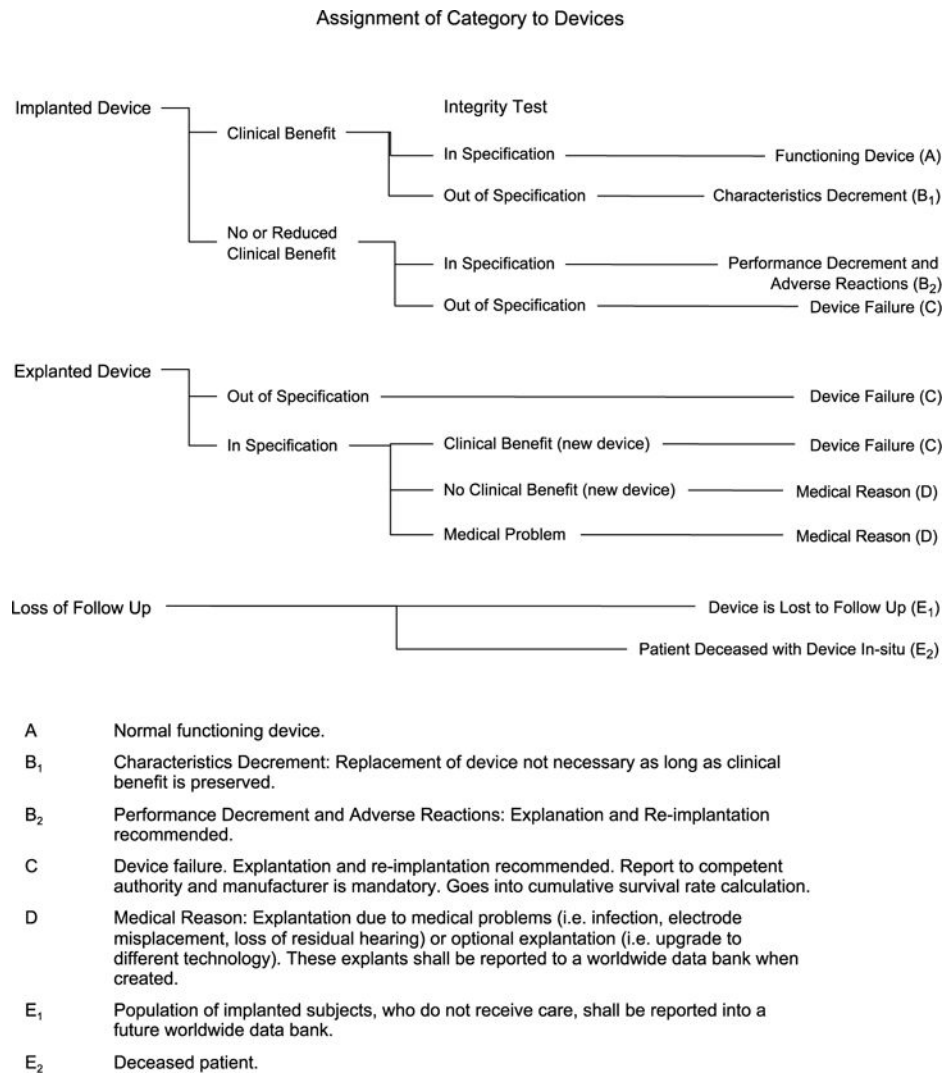 Assignment of Category to Devices
Implanted Device
Integrity Test
Clinical Benefit
In Specification
Functioning Device (A)
Out of Specification
Characteristics Decrement (B₁)
No or Reduced
Clinical Benefit
In Specification
Performance Decrement and
Adverse Reactions (B₂)
Out of Specification
Device Failure (C)
Explanted Device
Out of Specification
Device Failure (C)
In Specification
Clinical Benefit (new device)
Device Failure (C)
No Clinical Benefit (new device)
Medical Reason (D)
Medical Problem
Medical Reason (D)
Loss of Follow Up
Device is Lost to Follow Up (E₁)
Patient Deceased with Device In-situ (E₂)
A Normal functioning device.
B₁ Characteristics Decrement: Replacement of device not necessary as long as clinical
benefit is preserved.
B₂ Performance Decrement and Adverse Reactions: Explanation and Re-implantation
recommended.
C Device failure. Explantation and re-implantation recommended. Report to competent
authority and manufacturer is mandatory. Goes into cumulative survival rate calculation.
D Medical Reason: Explantation due to medical problems (i.e. infection, electrode
misplacement, loss of residual hearing) or optional explantation (i.e. upgrade to
different technology). These explants shall be reported to a worldwide data bank when
created.
E₁ Population of implanted subjects, who do not receive care, shall be reported into a
future worldwide data bank.
E₂ Deceased patient.